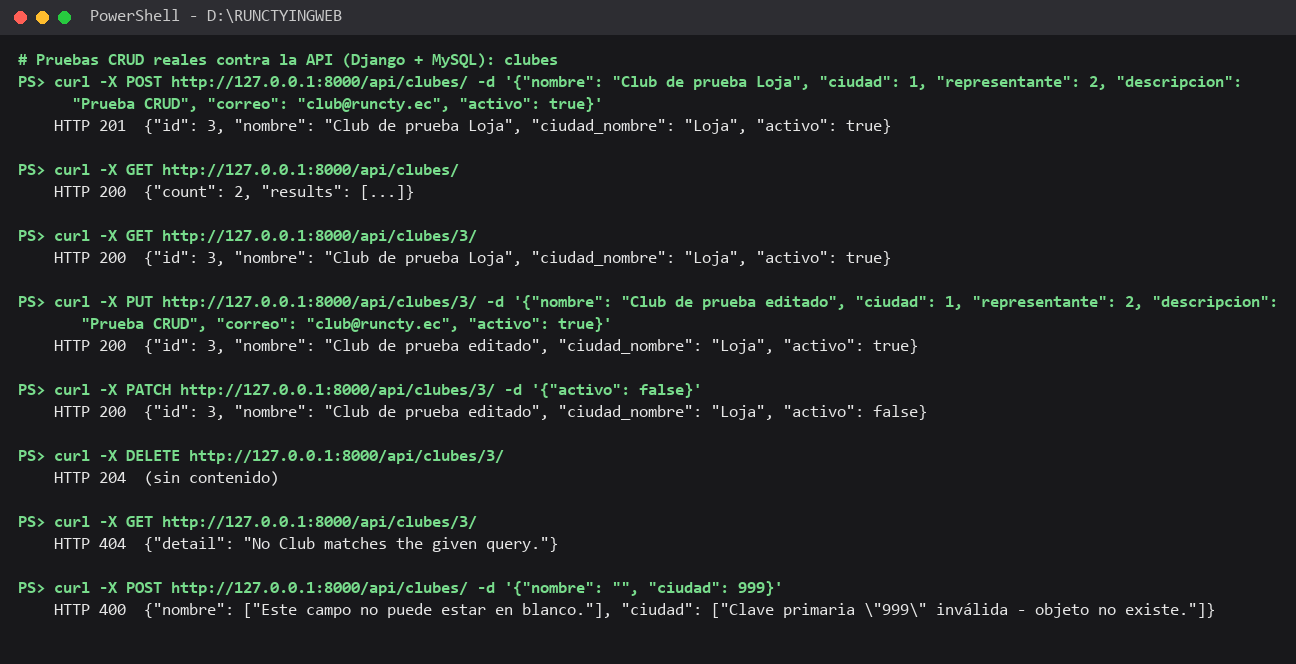 PowerShell - D:\RUNCTYINGWEB
# Pruebas CRUD reales contra la API (Django + MySQL): clubes
PS> curl -X POST http://127.0.0.1:8000/api/clubes/ -d '{"nombre": "Club de prueba Loja", "ciudad": 1, "representante": 2, "descripcion":
"Prueba CRUD", "correo": "club@runcty.ec", "activo": true}'
HTTP 201  {"id": 3, "nombre": "Club de prueba Loja", "ciudad_nombre": "Loja", "activo": true}
PS> curl -X GET http://127.0.0.1:8000/api/clubes/
HTTP 200  {"count": 2, "results": [...]}
PS> curl -X GET http://127.0.0.1:8000/api/clubes/3/
HTTP 200  {"id": 3, "nombre": "Club de prueba Loja", "ciudad_nombre": "Loja", "activo": true}
PS> curl -X PUT http://127.0.0.1:8000/api/clubes/3/ -d '{"nombre": "Club de prueba editado", "ciudad": 1, "representante": 2, "descripcion":
"Prueba CRUD", "correo": "club@runcty.ec", "activo": true}'
HTTP 200  {"id": 3, "nombre": "Club de prueba editado", "ciudad_nombre": "Loja", "activo": true}
PS> curl -X PATCH http://127.0.0.1:8000/api/clubes/3/ -d '{"activo": false}'
HTTP 200  {"id": 3, "nombre": "Club de prueba editado", "ciudad_nombre": "Loja", "activo": false}
PS> curl -X DELETE http://127.0.0.1:8000/api/clubes/3/
HTTP 204  (sin contenido)
PS> curl -X GET http://127.0.0.1:8000/api/clubes/3/
HTTP 404  {"detail": "No Club matches the given query."}
PS> curl -X POST http://127.0.0.1:8000/api/clubes/ -d '{"nombre": "", "ciudad": 999}'
HTTP 400  {"nombre": ["Este campo no puede estar en blanco."], "ciudad": ["Clave primaria \"999\" inválida - objeto no existe."]}